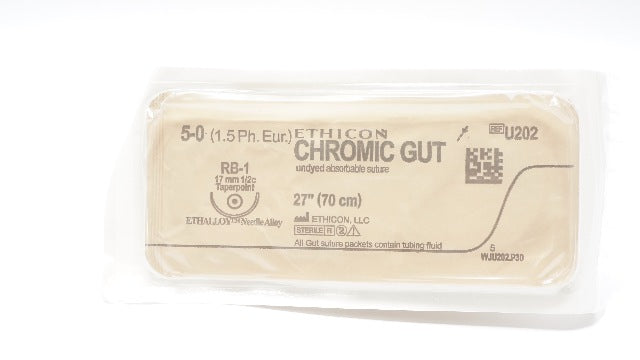 5-0 (1.5 Ph. Eur.)
RB-1
17 mm 1/2c
Taperpoint
ETHALLOY™ Needle Alloy
ETHICON
CHROMIC GUT
undyed absorbable suture
27" (70 cm)
ETHICON, LLC
STERILE R 2
All Gut suture packets contain tubing fluid
REF U202
S
WJU202.P30